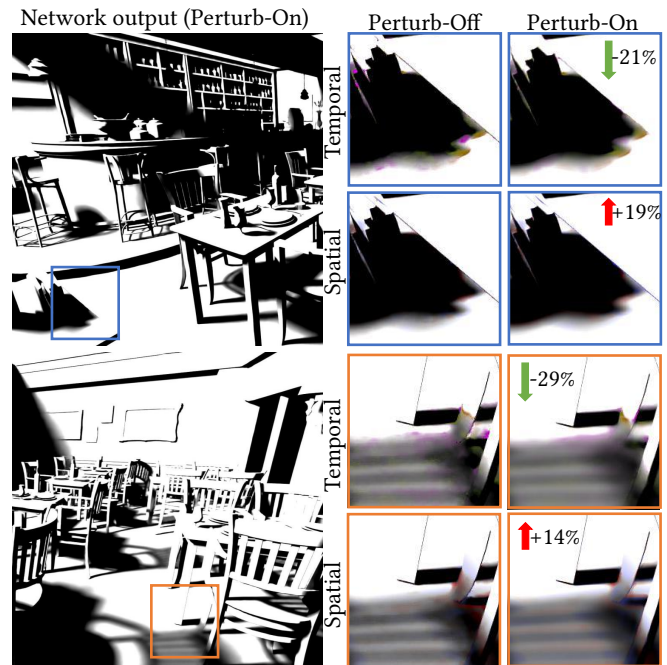 Network output (Perturb-On)
Perturb-Off
Perturb-On
Temporal
-21%
Spatial
+19%
Temporal
-29%
Spatial
+14%